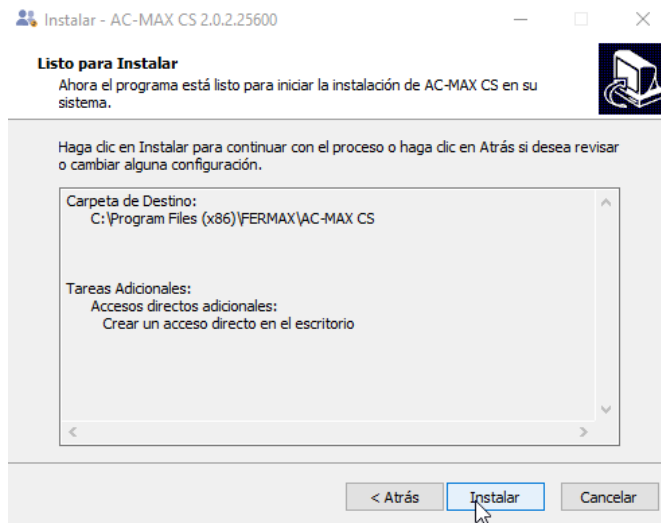 Instalar - AC-MAX CS 2.0.2.25600
Listo para Instalar
Ahora el programa está listo para iniciar la instalación de AC-MAX CS en su
sistema.
Haga clic en Instalar para continuar con el proceso o haga clic en Atrás si desea revisar
o cambiar alguna configuración.
Carpeta de Destino:
C:\Program Files (x86)\FERMAX\AC-MAX CS
Tareas Adicionales:
Accesos directos adicionales:
Crear un acceso directo en el escritorio
< Atrás
Instalar
Cancelar